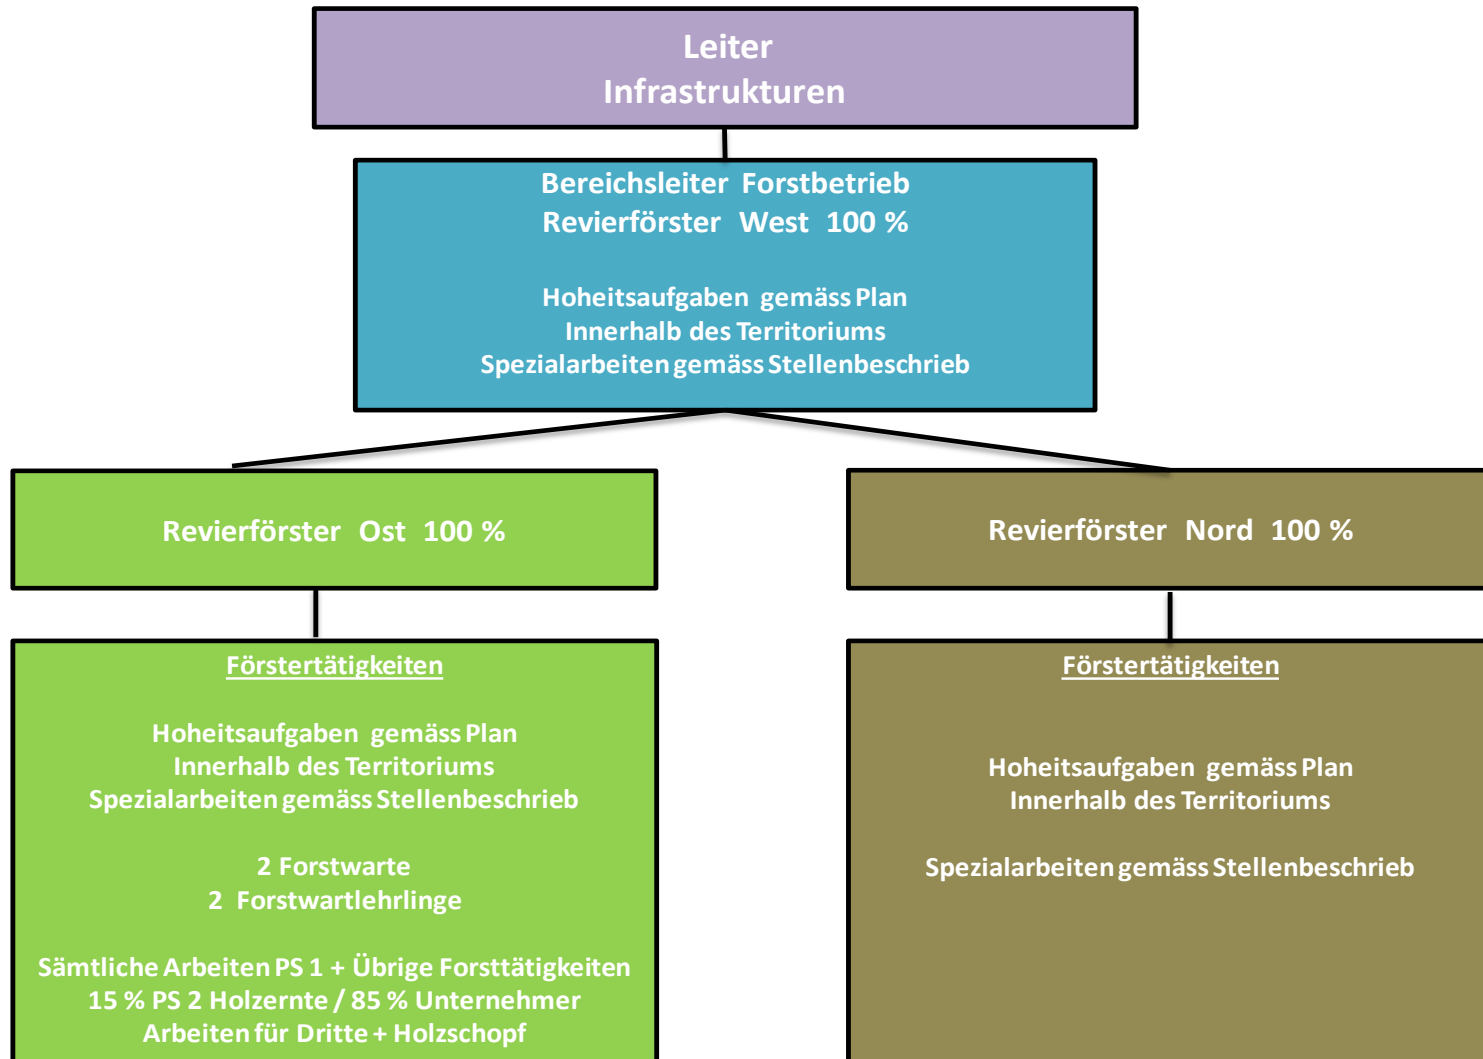 Leiter
Infrastrukturen
Bereichsleiter Forstbetrieb
Revierförster West 100 %
Hoheitsaufgaben gemäss Plan
Innerhalb des Territoriums
Spezialarbeiten gemäss Stellenbeschrieb
Revierförster Ost 100 %
Förstertätigkeiten
Hoheitsaufgaben gemäss Plan
Innerhalb des Territoriums
Spezialarbeiten gemäss Stellenbeschrieb
2 Forstwarte
2 Forstwartlehrlinge
Sämtliche Arbeiten PS 1 + Übrige Forsttätigkeiten
15 % PS 2 Holzernte / 85 % Unternehmer
Arbeiten für Dritte + Holzschopf
Revierförster Nord 100 %
Förstertätigkeiten
Hoheitsaufgaben gemäss Plan
Innerhalb des Territoriums
Spezialarbeiten gemäss Stellenbeschrieb